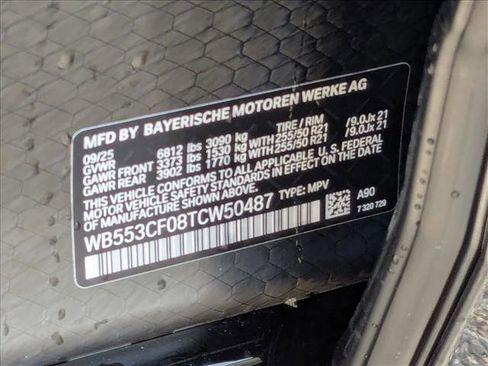 MFD BY BAYERISCHE MOTOREN WERKE AG
09/25 TIRE / RIM
GVWR 6812 lbs 3090 kg
GAWR FRONT 3373 lbs 1530 kg WITH 255/50 R21 / 9.0Jx 21
GAWR REAR 3902 lbs 1770 kg WITH 255/50 R21 / 9.0Jx 21
THIS VEHICLE CONFORMS TO ALL APPLICABLE U. S. FEDERAL
MOTOR VEHICLE SAFETY STANDARDS IN EFFECT ON THE DATE
OF MANUFACTURE SHOWN ABOVE.
WB553CF08TCW50487 TYPE: MPV A90
7 320 729